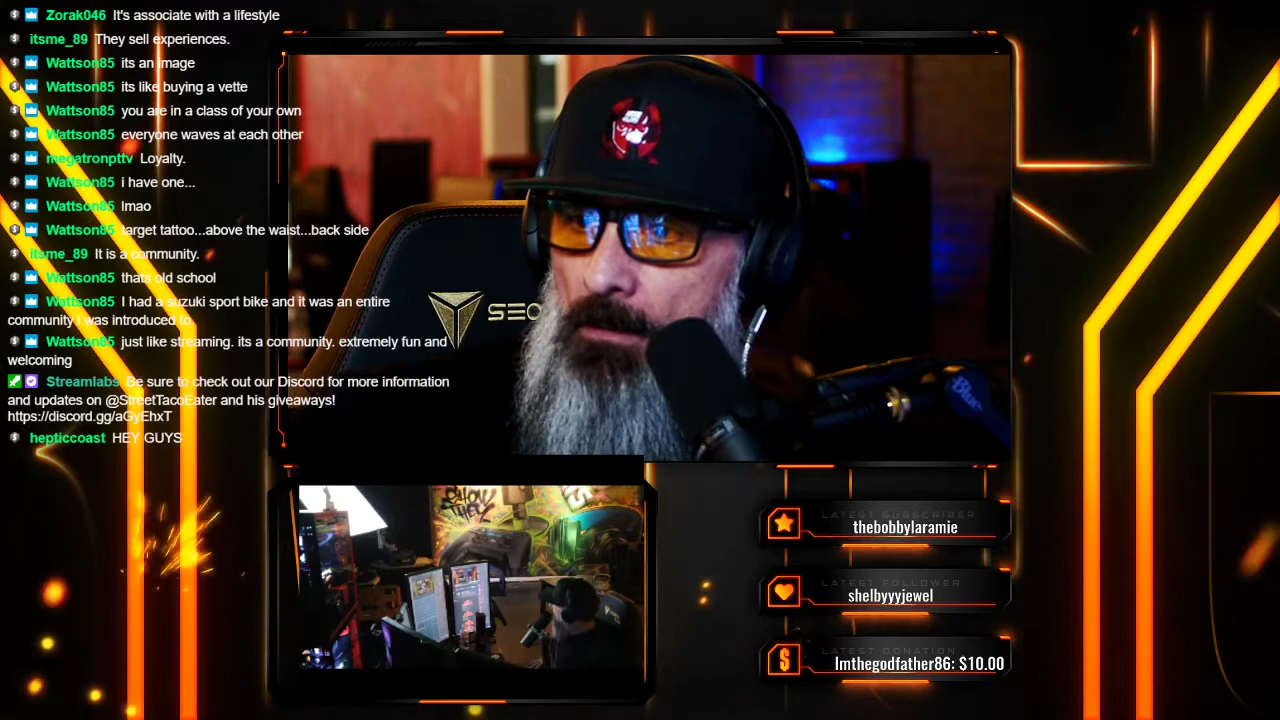 Zorak046 It's associate with a lifestyle
itsme_89 They sell experiences.
Wattson85 its an image
Wattson85 its like buying a vette
Wattson85 you are in a class of your own
Wattson85 everyone waves at each other
megatronpttv Loyalty.
Wattson85 i have one...
Wattson85 lmao
Wattson85 target tattoo...above the waist...back side
itsme_89 It is a community.
Wattson85 thats old school
Wattson85 I had a suzuki sport bike and it was an entire
community i was introduced to.
Wattson85 just like streaming. its a community. extremely fun and
welcoming
Streamlabs Be sure to check out our Discord for more information
and updates on @StreetTacoEater and his giveaways!
https://discord.gg/aGyEhxT
hepticcoast HEY GUYS
SEC
Blue
SHOW
THEM
LATEST SUBSCRIBER
thebobbylaramie
LATEST FOLLOWER
shelbyyyjewel
LATEST DONATION
Imthegodfather86: $10.00